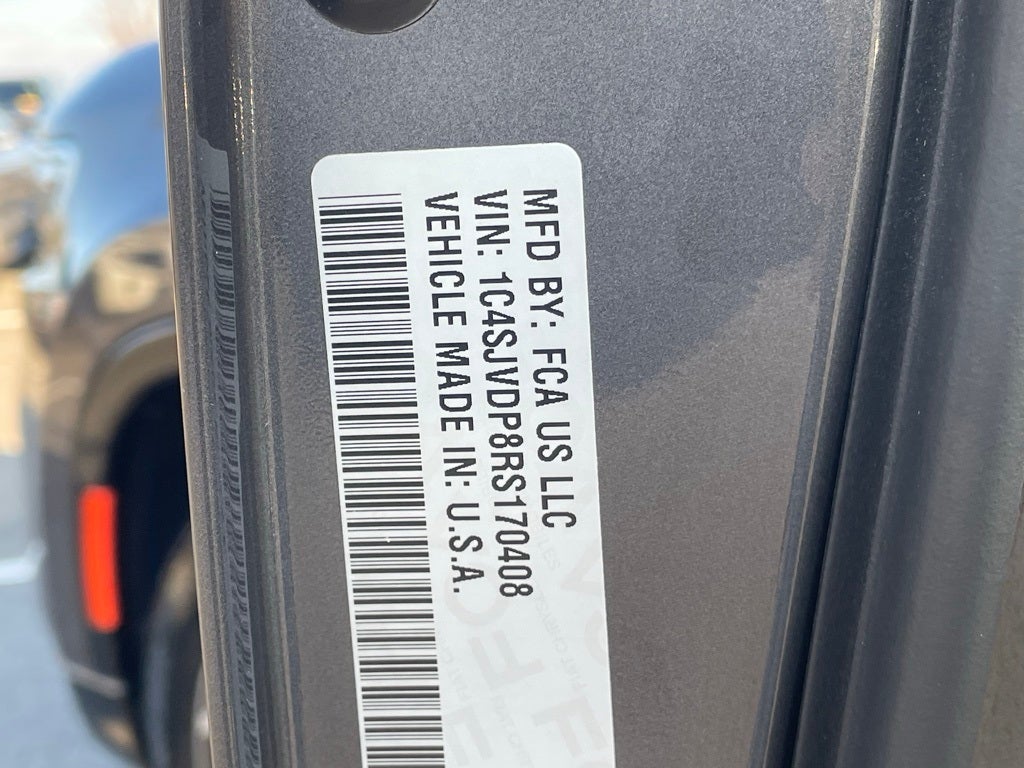 MFD BY: FCA US LLC
VIN: 1C4SJVDP8RS170408
VEHICLE MADE IN: U.S.A.